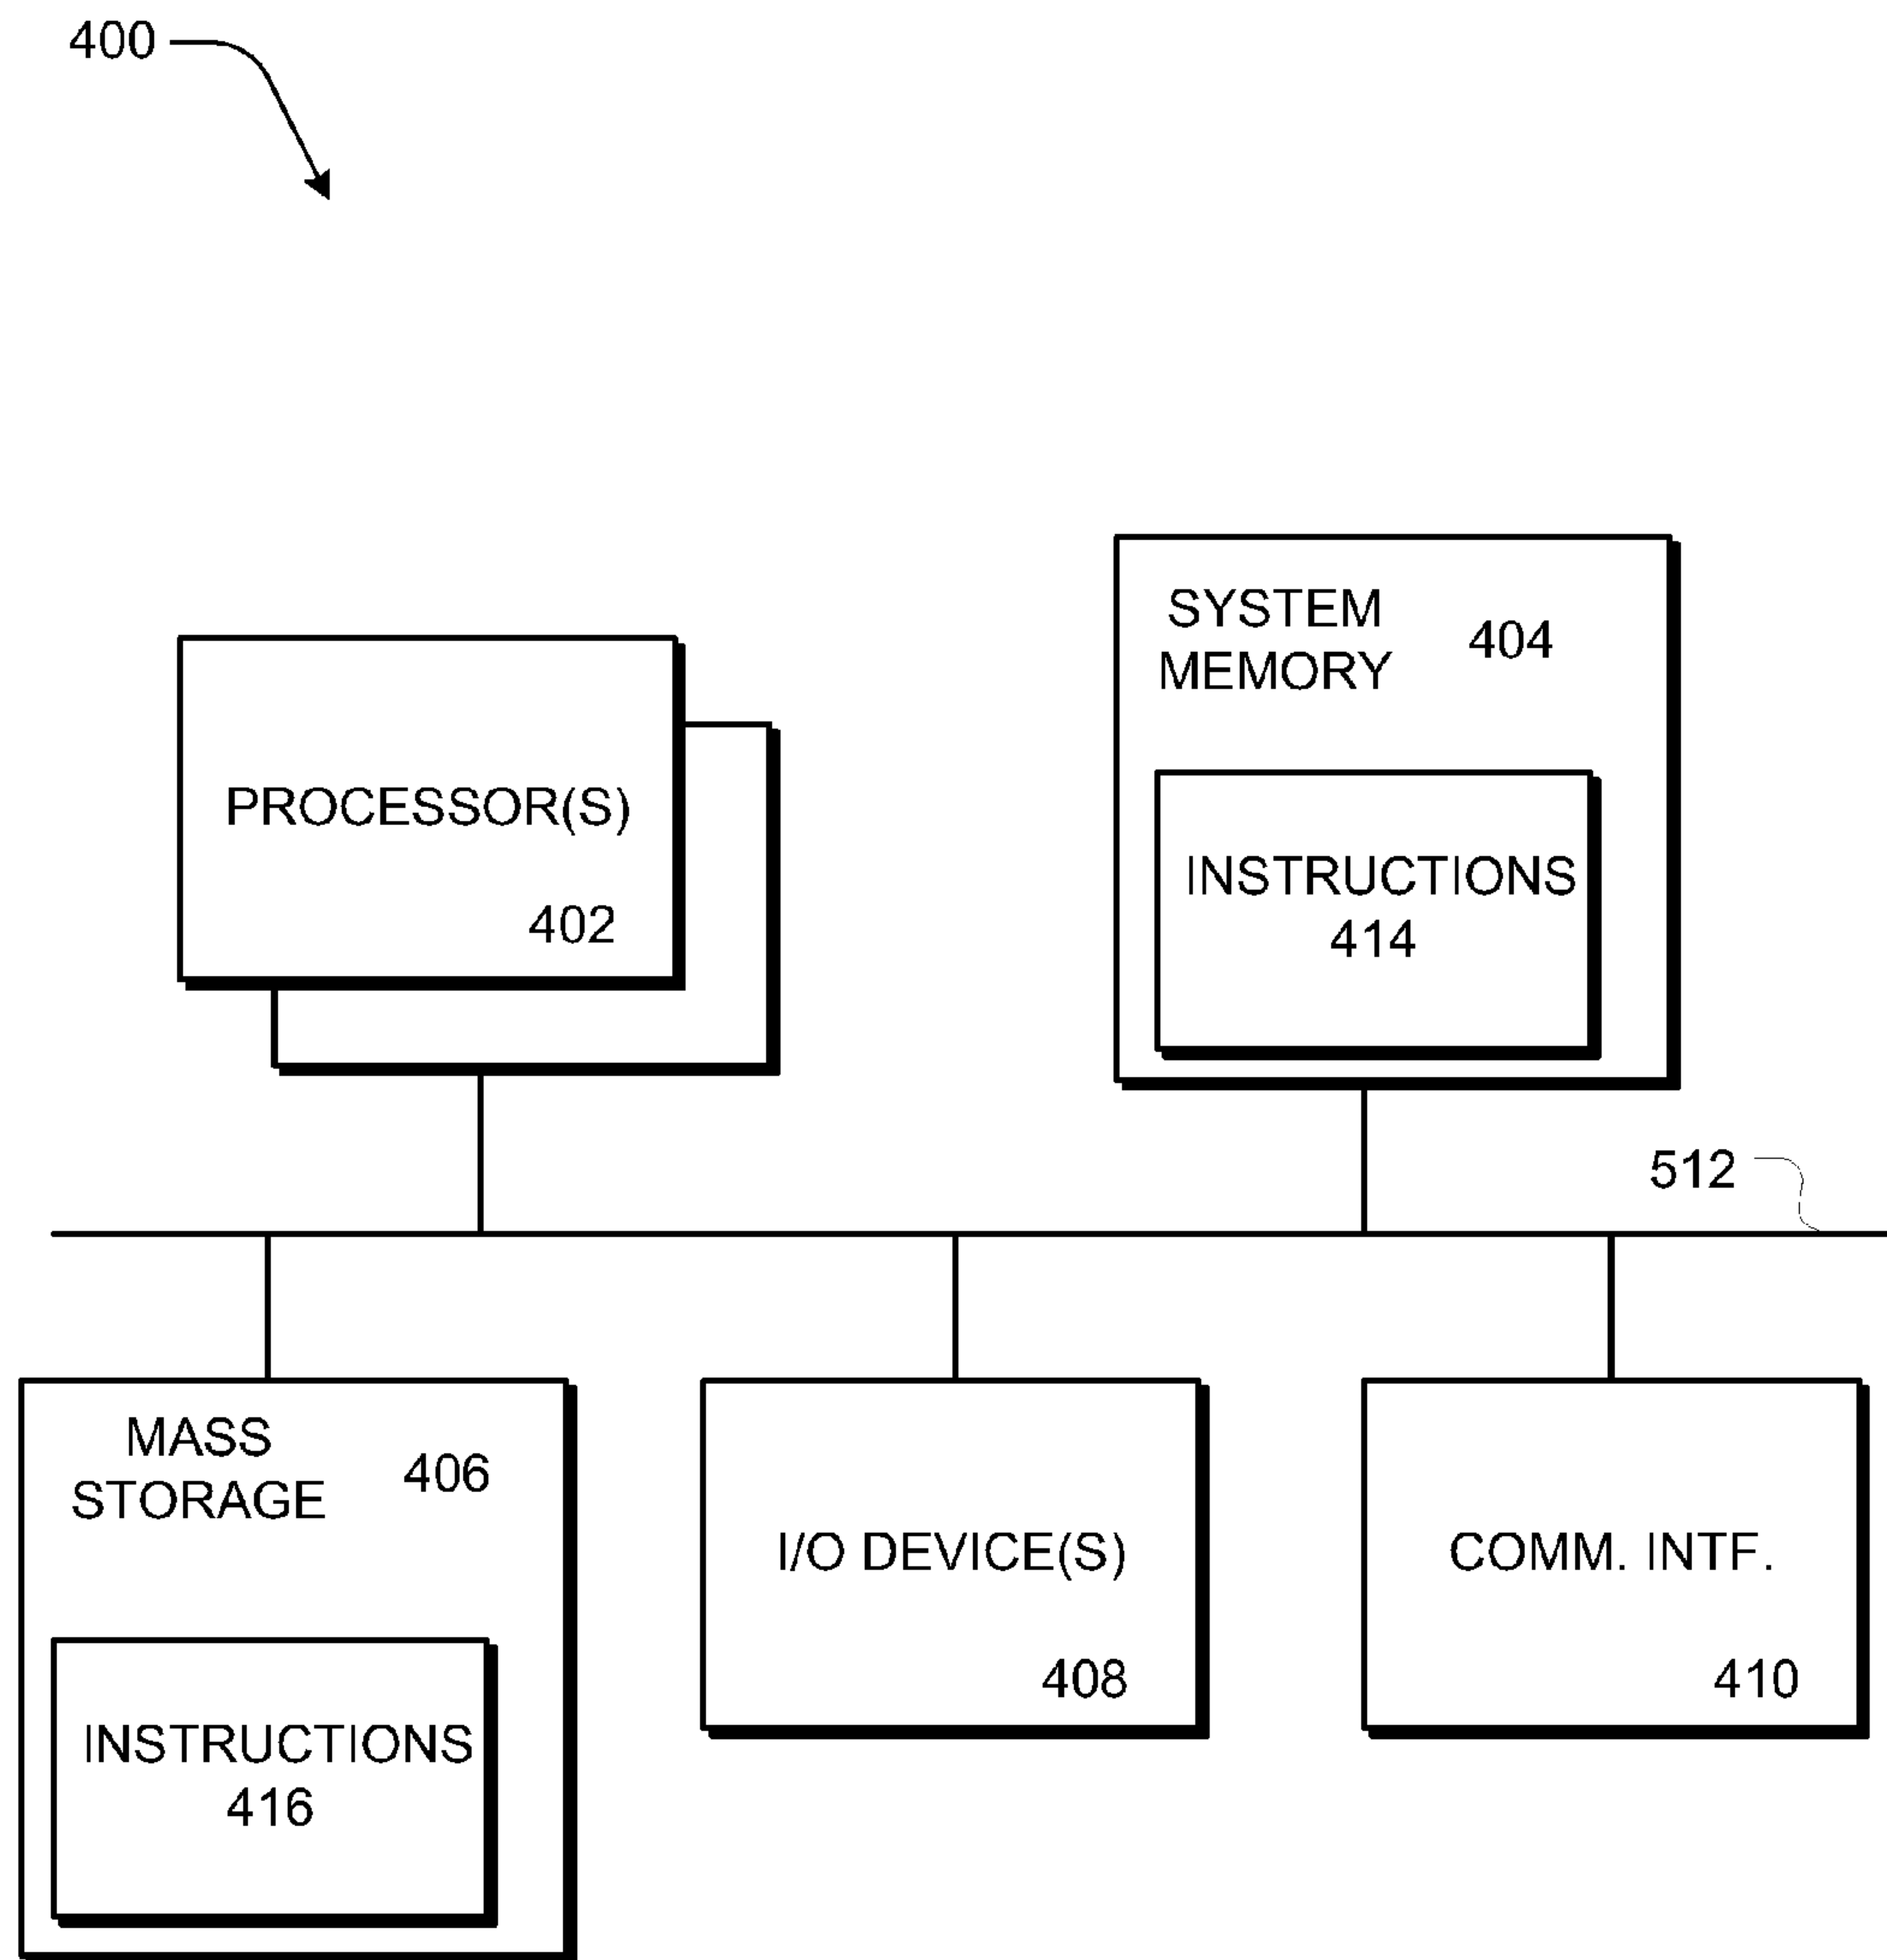 400
SYSTEM
MEMORY
404
PROCESSOR(S)
402
INSTRUCTIONS
414
512
MASS
STORAGE
406
INSTRUCTIONS
416
I/O DEVICE(S)
408
COMM. INTF.
410